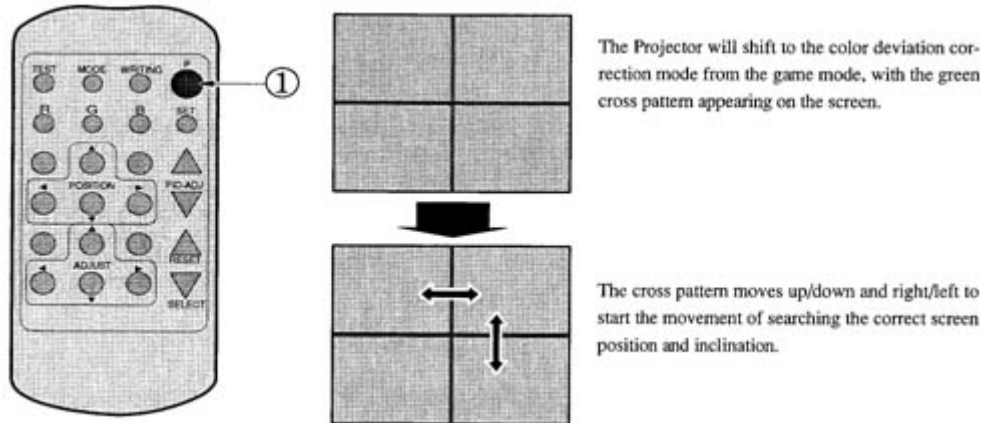 TEST MODE WRITING P
①
R G B SET
POSITION PIC-ADJ
RESET
ADJUST
SELECT
The Projector will shift to the color deviation cor-
rection mode from the game mode, with the green
cross pattern appearing on the screen.
The cross pattern moves up/down and right/left to
start the movement of searching the correct screen
position and inclination.